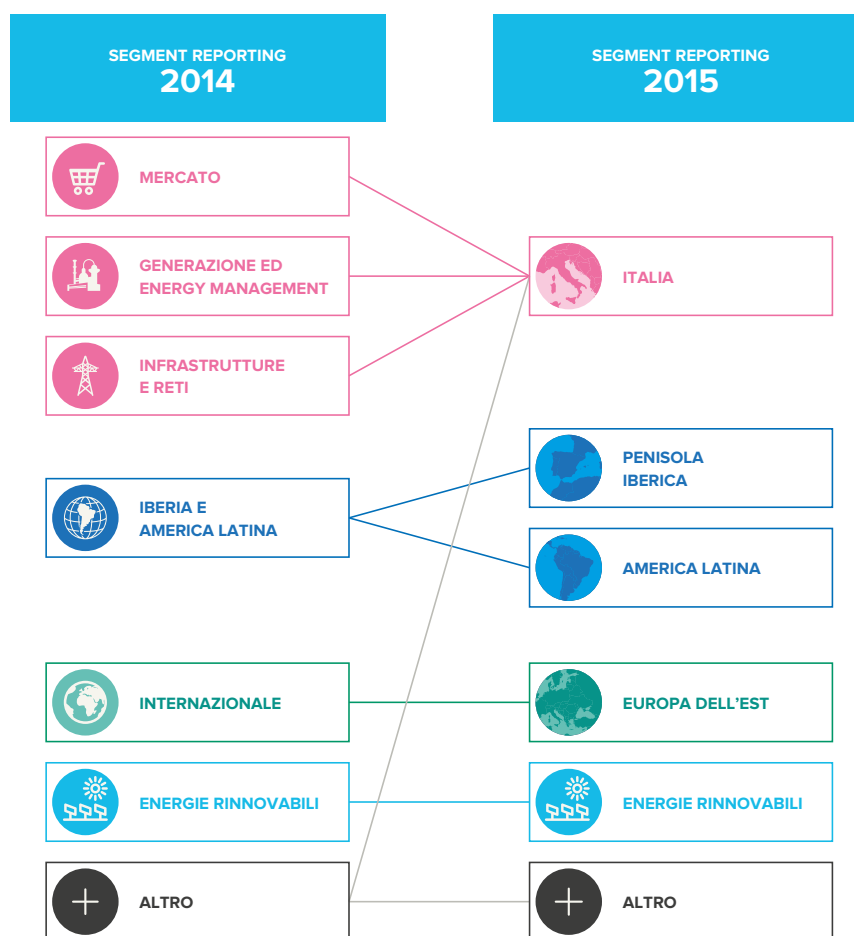 SEGMENT REPORTING
2014
MERCATO
GENERAZIONE ED
ENERGY MANAGEMENT
INFRASTRUTTURE
E RETI
IBERIA E
AMERICA LATINA
INTERNAZIONALE
ENERGIE RINNOVABILI
ALTRO
SEGMENT REPORTING
2015
ITALIA
PENISOLA
IBERICA
AMERICA LATINA
EUROPA DELL’EST
ENERGIE RINNOVABILI
ALTRO